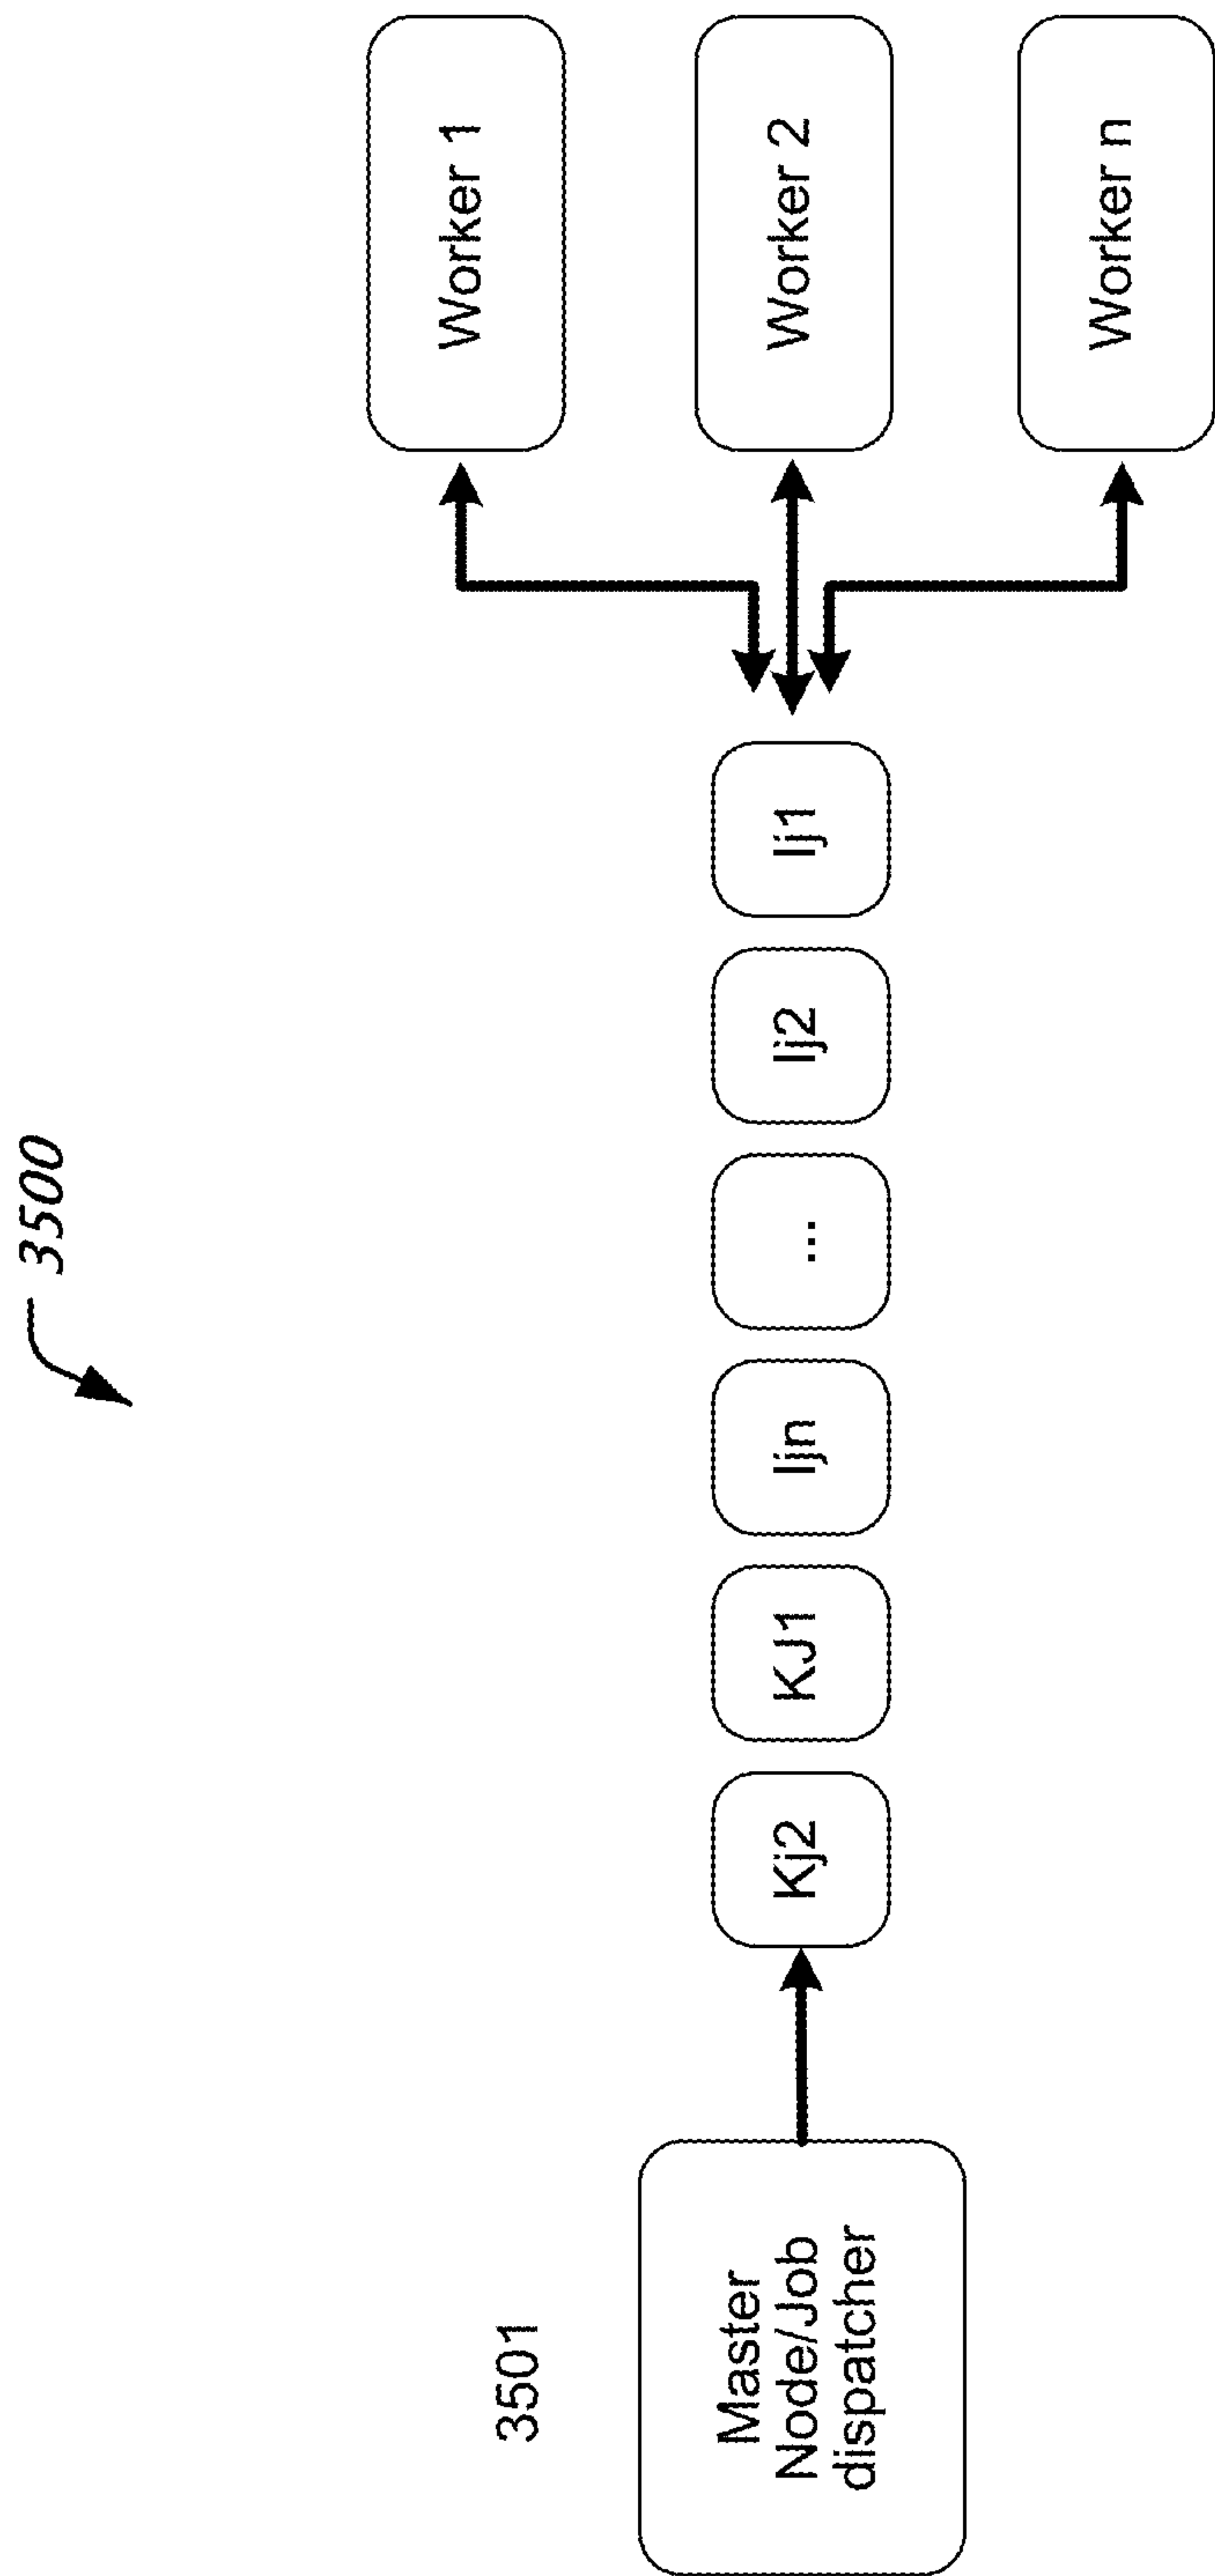 3500
3501
Master
Node/Job
dispatcher
Kj2
KJ1
Ijn
...
Ij2
Ij1
Worker 1
Worker 2
Worker n